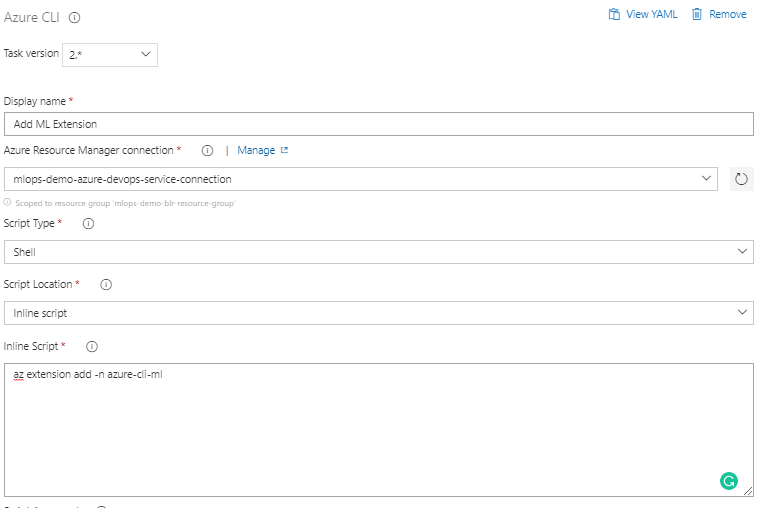 Azure CLI
View YAML Remove
Task version 2.*
Display name *
Add ML Extension
Azure Resource Manager connection * | Manage
mlops-demo-azure-devops-service-connection
Scoped to resource group 'mlops-demo-blr-resource-group'
Script Type *
Shell
Script Location *
Inline script
Inline Script *
az extension add -n azure-cli-ml